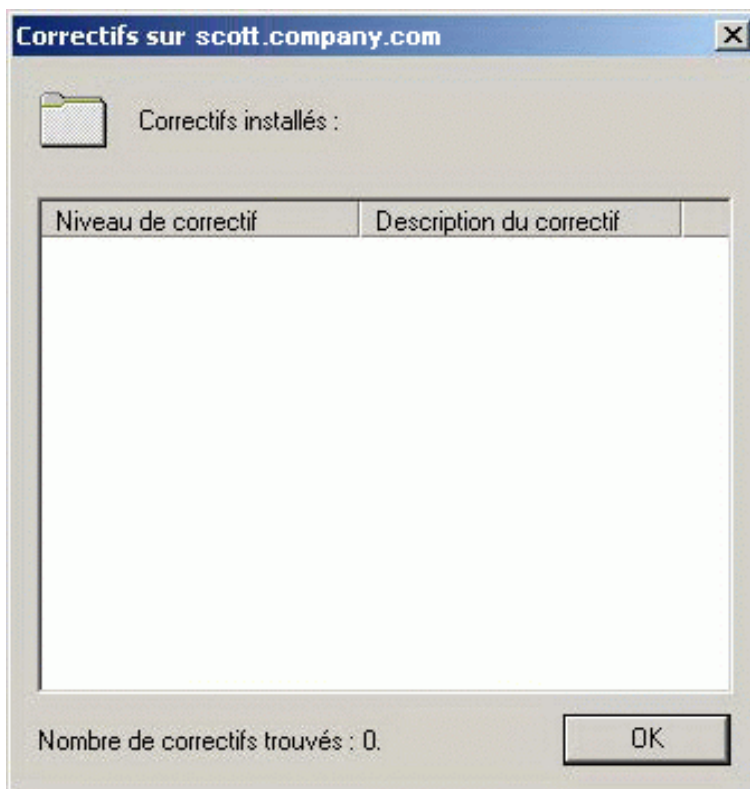 Correctifs sur scott.company.com
Correctifs installés :
Niveau de correctif Description du correctif
Nombre de correctifs trouvés : 0.
OK